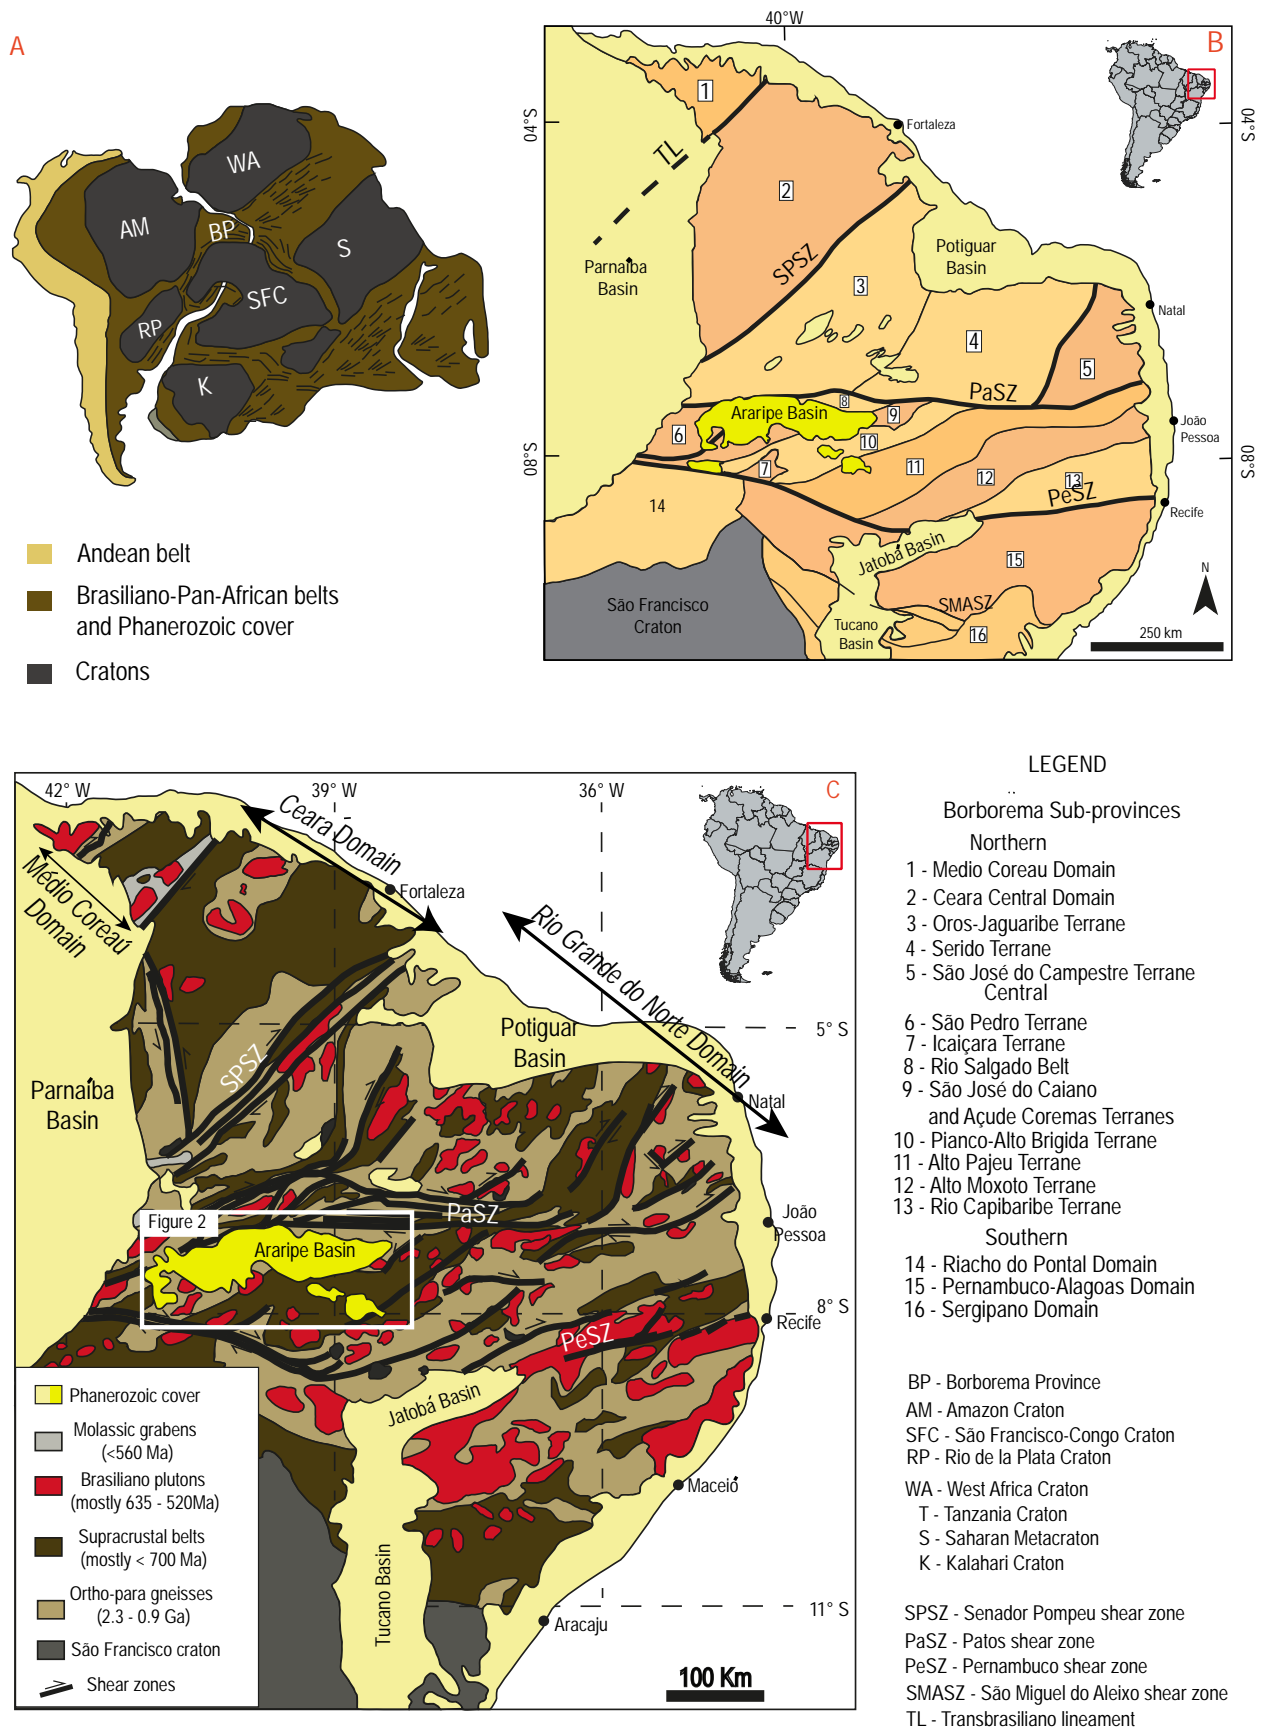 A
WA
AM
BP
S
SFC
RP
K
Andean belt
Brasiliano-Pan-African belts
and Phanerozoic cover
Cratons
40°W
B
04°S
04°S
08°S
08°S
1
Fortaleza
TL
2
Parnaíba
Basin
SPSZ
Potiguar
Basin
3
Natal
4
5
PaSZ
8
Araripe Basin
9
João
Pessoa
6
10
7
11
12
13
PeSZ
14
Recife
Jatobá Basin
15
N
São Francisco
Craton
SMASZ
Tucano
Basin
16
250 km
42° W
39° W
36° W
C
Ceará Domain
Médio Coreaú
Domain
Fortaleza
Rio Grande do Norte Domain
5° S
Potiguar
Basin
SPSZ
Parnaíba
Basin
Natal
PaSZ
João
Pessoa
Figure 2
Araripe Basin
8° S
Recife
PeSZ
Jatobá Basin
Maceió
Tucano Basin
11° S
Aracaju
100 Km
Phanerozoic cover
Molassic grabens
(<560 Ma)
Brasiliano plutons
(mostly 635 - 520Ma)
Supracrustal belts
(mostly < 700 Ma)
Ortho-para gneisses
(2.3 - 0.9 Ga)
São Francisco craton
Shear zones
LEGEND
Borborema Sub-provinces
Northern
1 - Medio Coreau Domain
2 - Ceara Central Domain
3 - Oros-Jaguaribe Terrane
4 - Serido Terrane
5 - São José do Campestre Terrane
Central
6 - São Pedro Terrane
7 - Icaiçara Terrane
8 - Rio Salgado Belt
9 - São José do Caiano
and Açude Coremas Terranes
10 - Pianco-Alto Brigida Terrane
11 - Alto Pajeu Terrane
12 - Alto Moxoto Terrane
13 - Rio Capibaribe Terrane
Southern
14 - Riacho do Pontal Domain
15 - Pernambuco-Alagoas Domain
16 - Sergipano Domain
BP - Borborema Province
AM - Amazon Craton
SFC - São Francisco-Congo Craton
RP - Rio de la Plata Craton
WA - West Africa Craton
T - Tanzania Craton
S - Saharan Metacraton
K - Kalahari Craton
SPSZ - Senador Pompeu shear zone
PaSZ - Patos shear zone
PeSZ - Pernambuco shear zone
SMASZ - São Miguel do Aleixo shear zone
TL - Transbrasiliano lineament